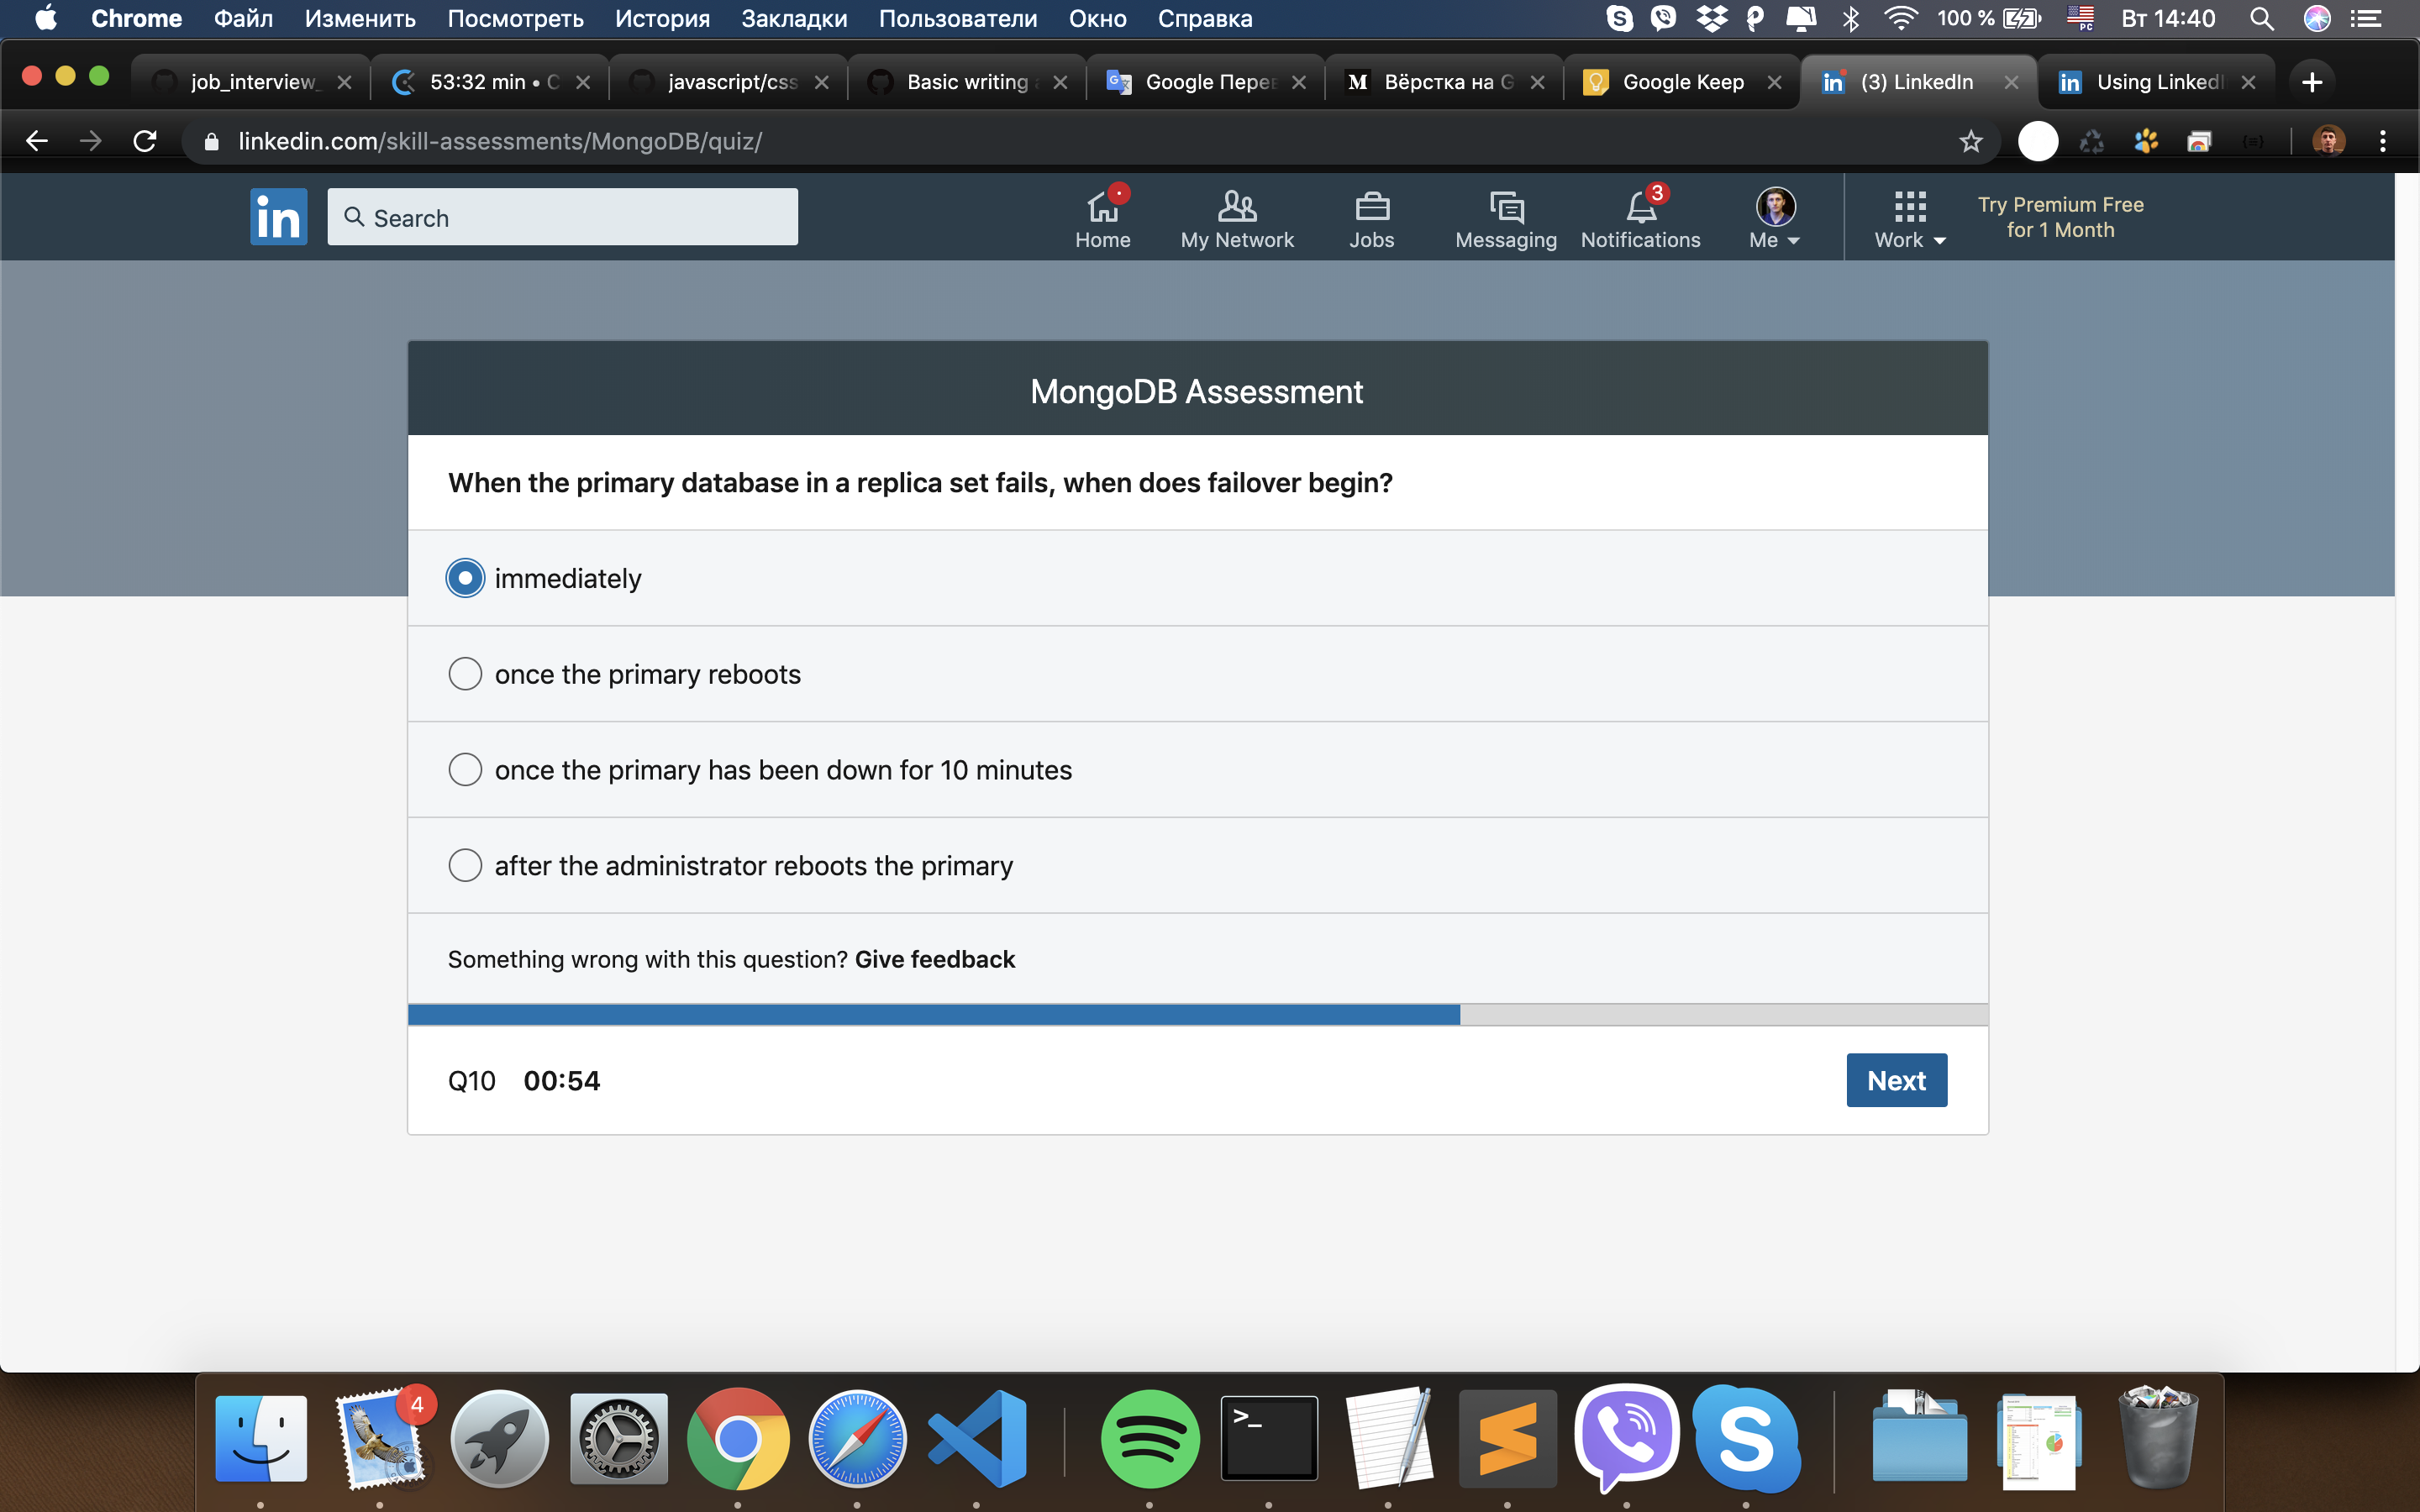 Chrome Файл Изменить Посмотреть История Закладки Пользователи Окно Справка 100 % PC Вт 14:40
job_interview_ 53:32 min • C javascript/css Basic writing a Google Перев M Вёрстка на G Google Keep in (3) LinkedIn in Using LinkedI
linkedin.com/skill-assessments/MongoDB/quiz/
in Search Home My Network Jobs Messaging 3 Notifications Me Work Try Premium Free
for 1 Month
MongoDB Assessment
When the primary database in a replica set fails, when does failover begin?
immediately
once the primary reboots
once the primary has been down for 10 minutes
after the administrator reboots the primary
Something wrong with this question? Give feedback
Q10 00:54 Next
4